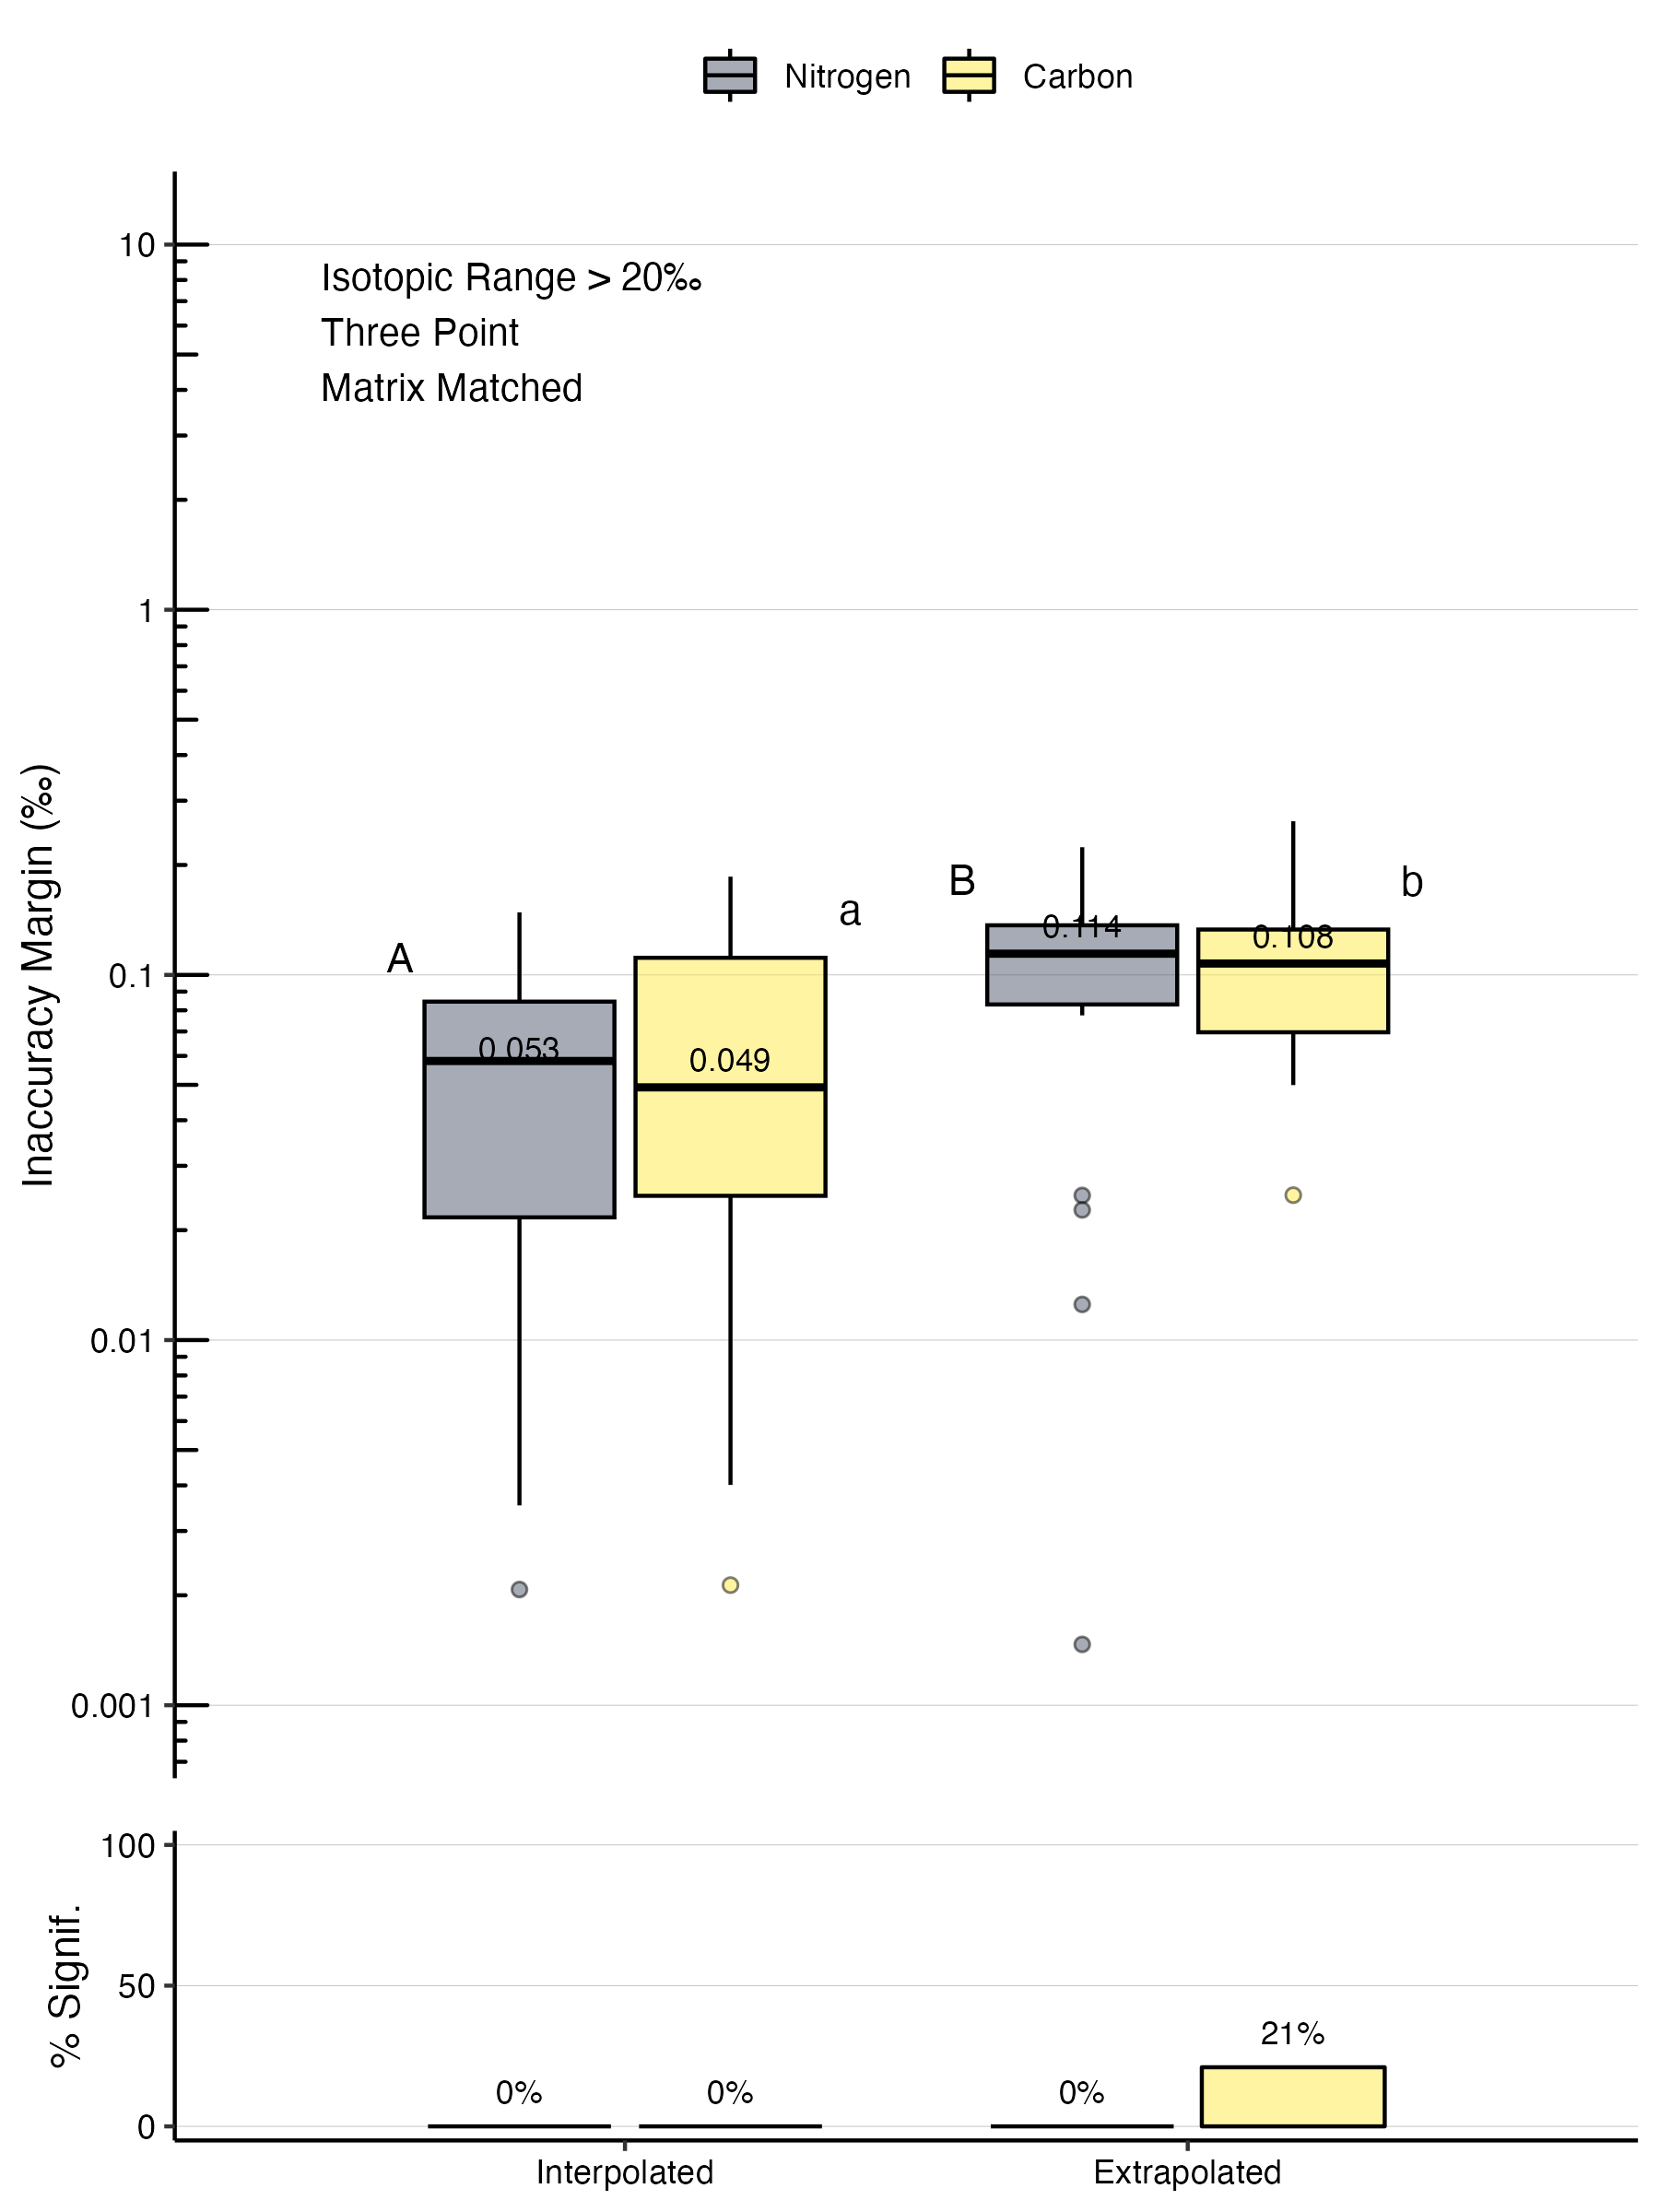 Nitrogen Carbon
10
Isotopic Range > 20‰
Three Point
Matrix Matched
1
Inaccuracy Margin (‰)
B b
a
0.114 0.108
A
0.1
0.053 0.049
0.01
0.001
100
% Signif.
50
21%
0% 0% 0%
0
Interpolated Extrapolated